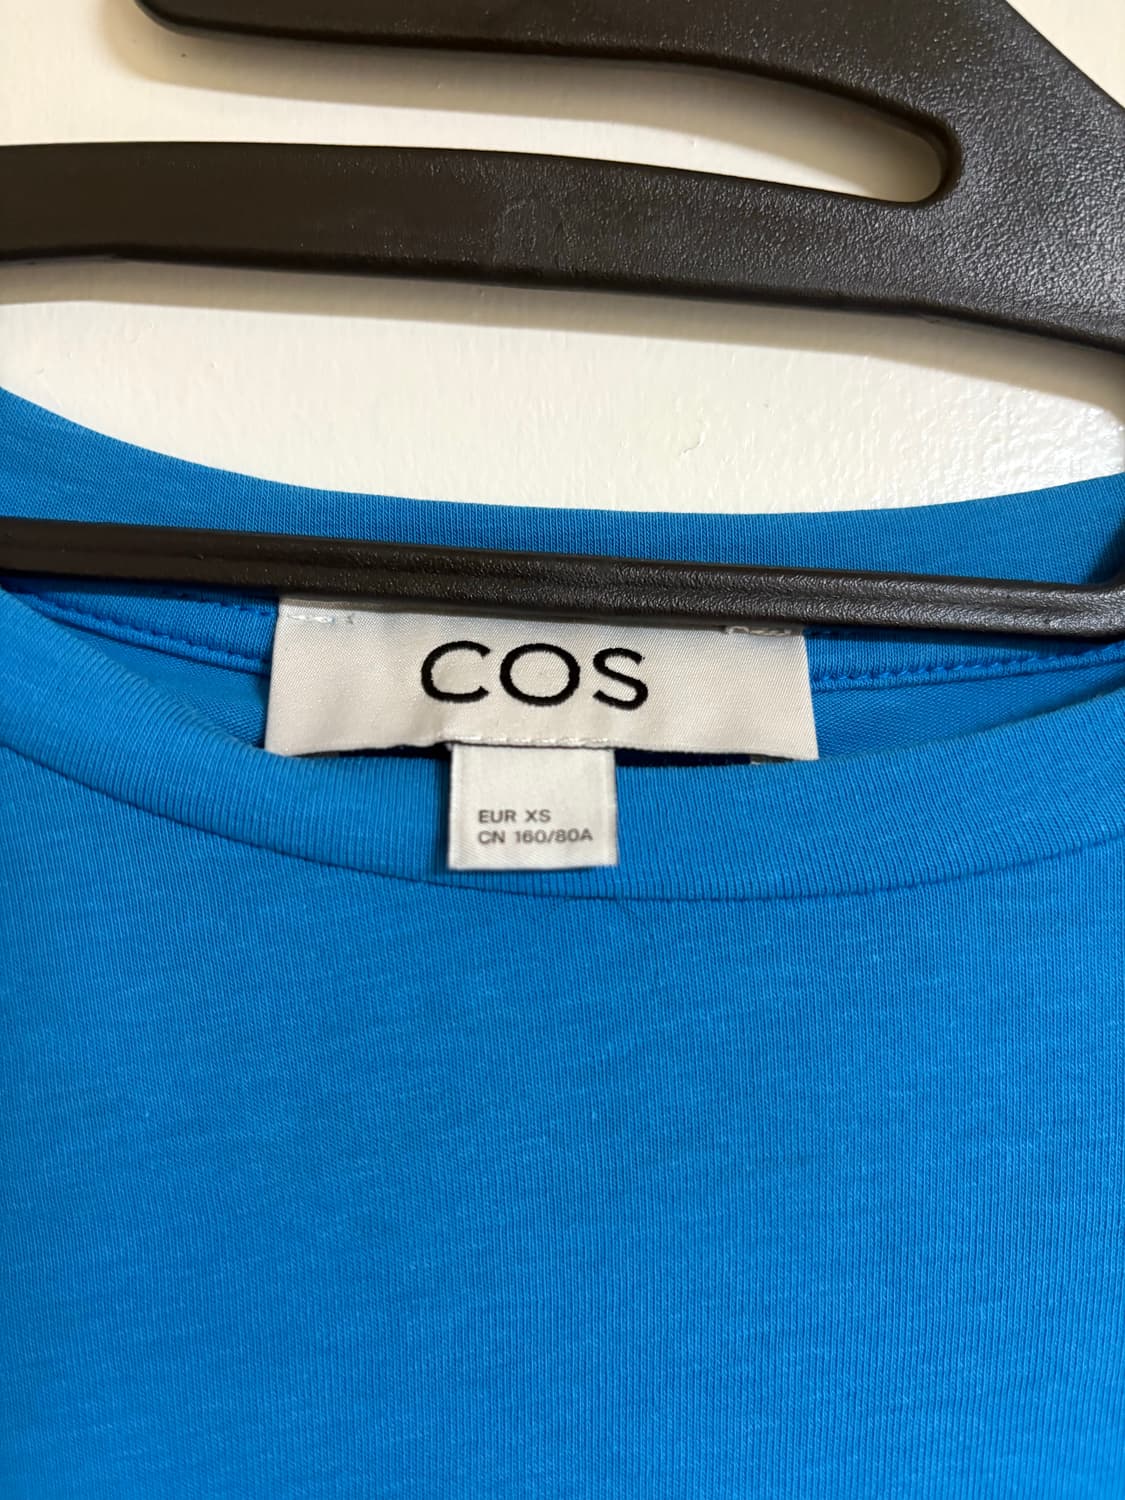 COS
EUR XS
CN 160/80A